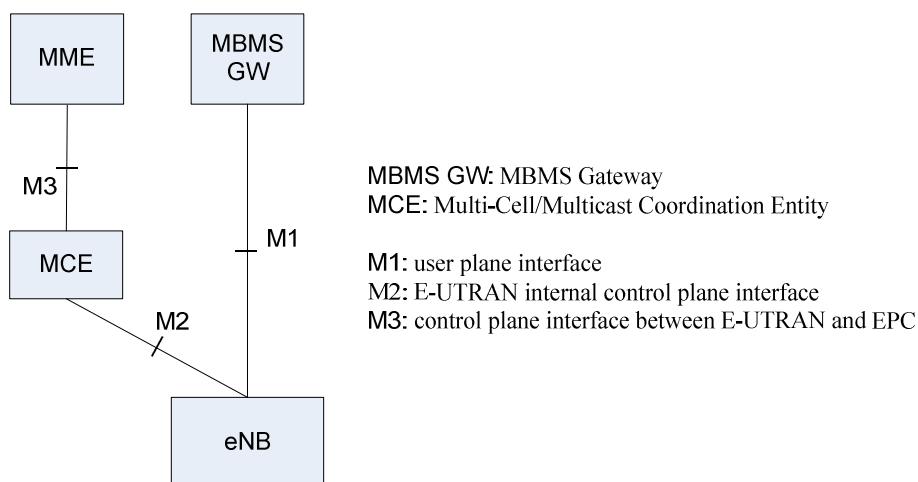 MME
MBMS
GW
M3
MBMS GW: MBMS Gateway
MCE: Multi-Cell/Multicast Coordination Entity
M1
MCE
M1: user plane interface
M2: E-UTRAN internal control plane interface
M3: control plane interface between E-UTRAN and EPC
M2
eNB